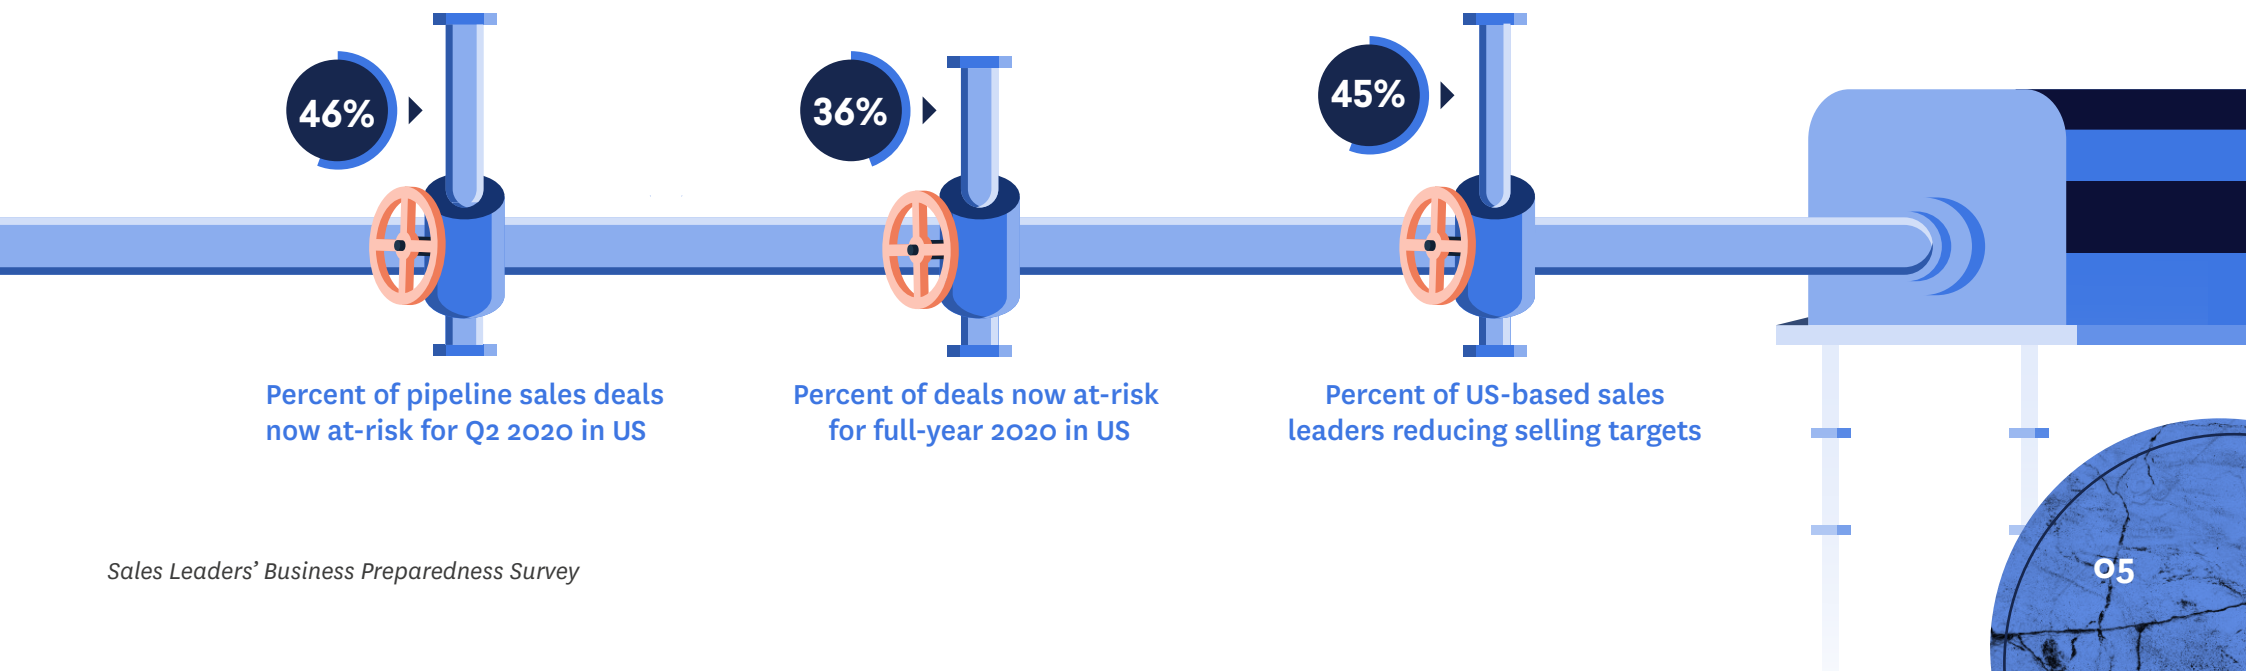 46%
36%
45%
Percent of pipeline sales deals
now at-risk for Q2 2020 in US
Percent of deals now at-risk
for full-year 2020 in US
Percent of US-based sales
leaders reducing selling targets
Sales Leaders’ Business Preparedness Survey
05